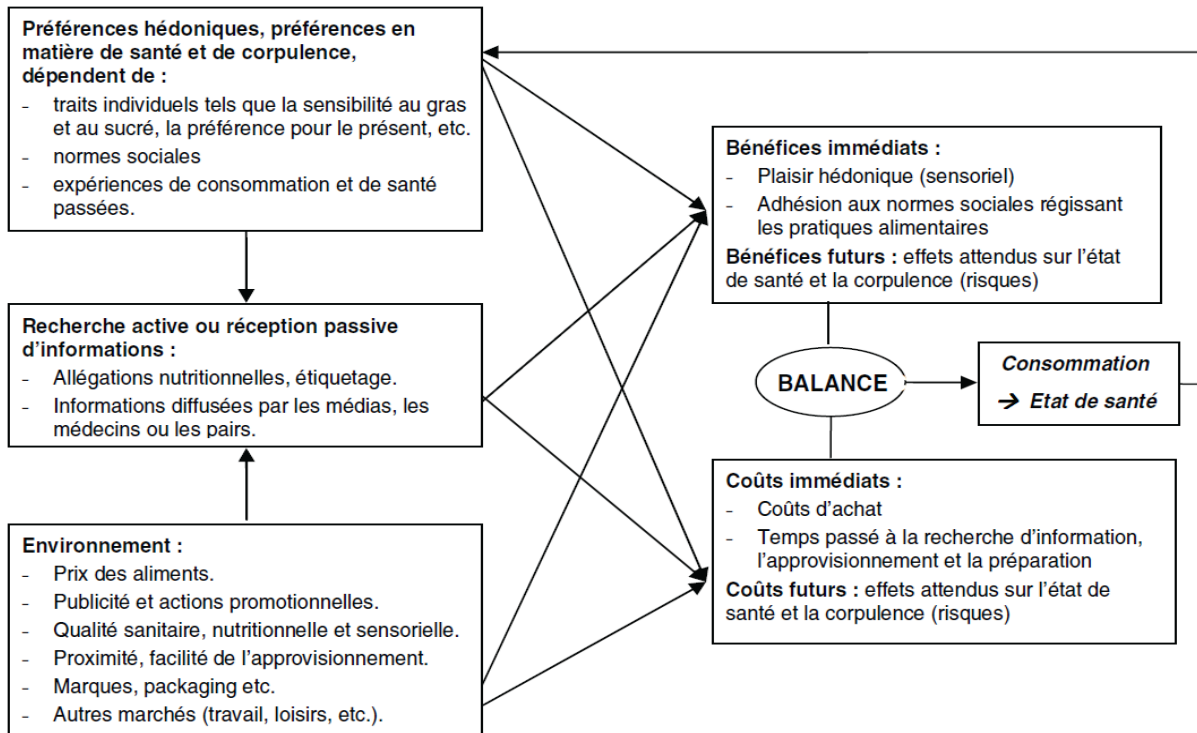 Préférences hédoniques, préférences en
matière de santé et de corpulence,
dépendent de :
- traits individuels tels que la sensibilité au gras
et au sucré, la préférence pour le présent, etc.
- normes sociales
- expériences de consommation et de santé
passées.
Recherche active ou réception passive
d’informations :
- Allégations nutritionnelles, étiquetage.
- Informations diffusées par les médias, les
médecins ou les pairs.
Environnement :
- Prix des aliments.
- Publicité et actions promotionnelles.
- Qualité sanitaire, nutritionnelle et sensorielle.
- Proximité, facilité de l’approvisionnement.
- Marques, packaging etc.
- Autres marchés (travail, loisirs, etc.).
Bénéfices immédiats :
- Plaisir hédonique (sensoriel)
- Adhésion aux normes sociales régissant
les pratiques alimentaires
Bénéfices futurs : effets attendus sur l’état
de santé et la corpulence (risques)
BALANCE
Consommation
→ Etat de santé
Coûts immédiats :
- Coûts d’achat
- Temps passé à la recherche d’information,
l’approvisionnement et la préparation
Coûts futurs : effets attendus sur l’état de
santé et la corpulence (risques)